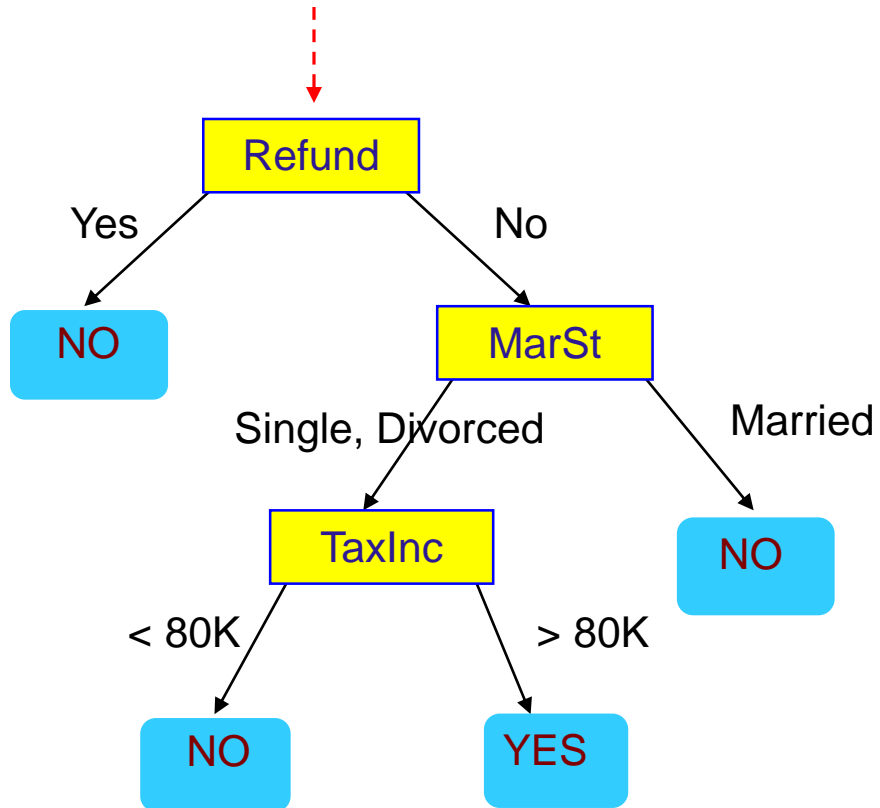 Refund
Yes
No
NO
MarSt
Single, Divorced
Married
TaxInc
NO
< 80K
> 80K
NO
YES